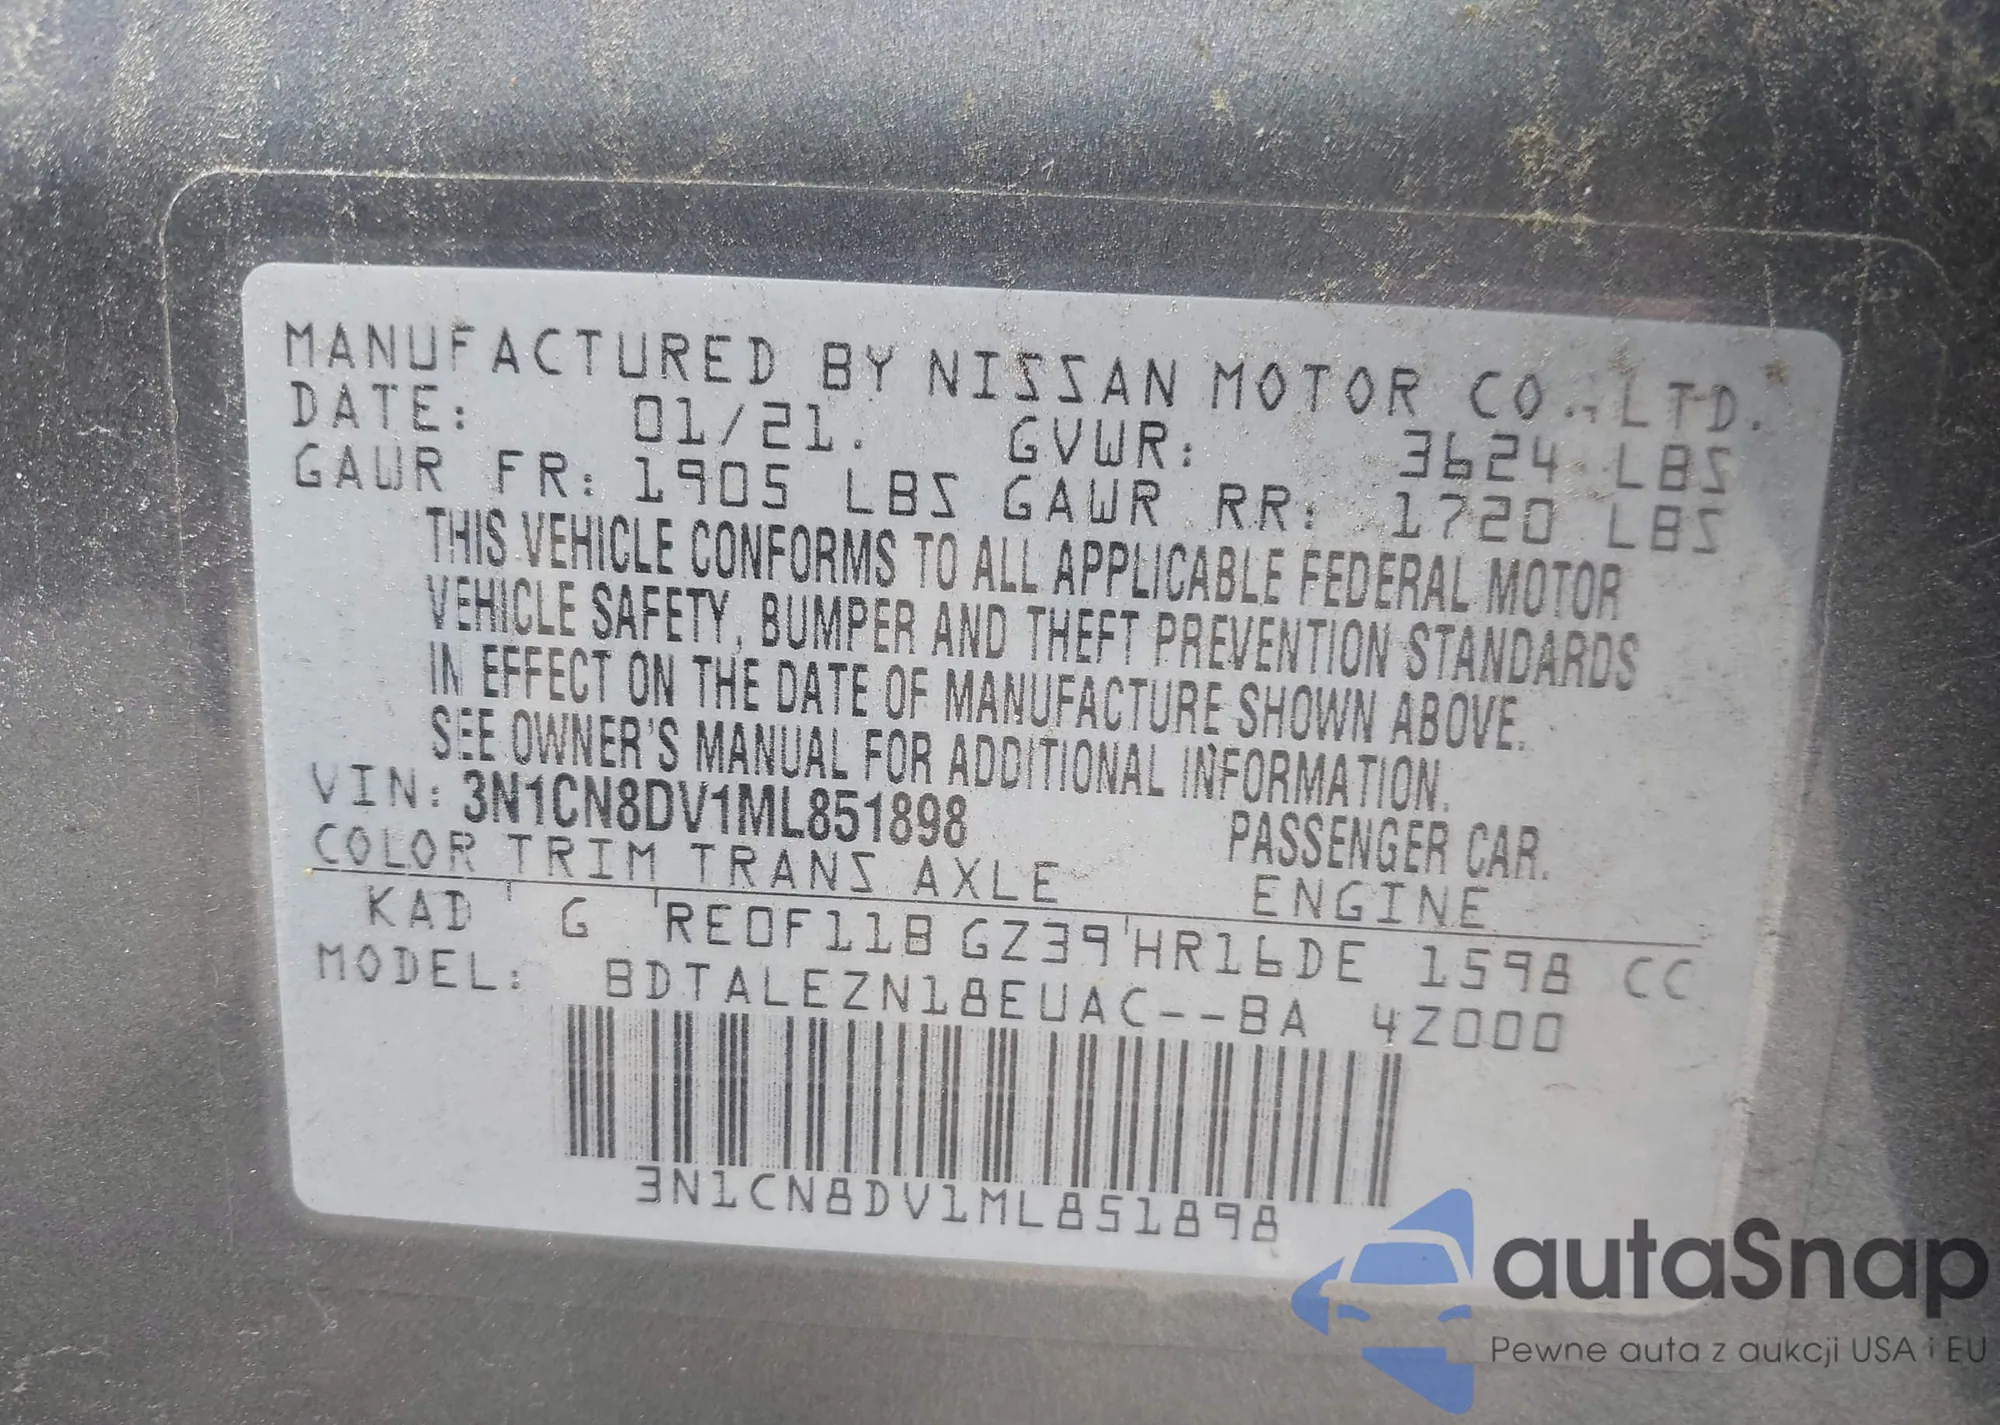 MANUFACTURED BY NISSAN MOTOR CO., LTD.
DATE: 01/21. GVWR: 3624 LBS
GAWR FR: 1905 LBS GAWR RR: 1720 LBS
THIS VEHICLE CONFORMS TO ALL APPLICABLE FEDERAL MOTOR
VEHICLE SAFETY, BUMPER AND THEFT PREVENTION STANDARDS
IN EFFECT ON THE DATE OF MANUFACTURE SHOWN ABOVE.
SEE OWNER'S MANUAL FOR ADDITIONAL INFORMATION.
VIN: 3N1CN8DV1ML851898 PASSENGER CAR.
COLOR TRIM TRANS AXLE ENGINE
KAD G RE0F11B GZ39 HR16DE 1598 CC
MODEL: BDTALEZN18EUAC--BA 4Z000
3N1CN8DV1ML851898
autaSnap
Pewne auta z aukcji USA i EU